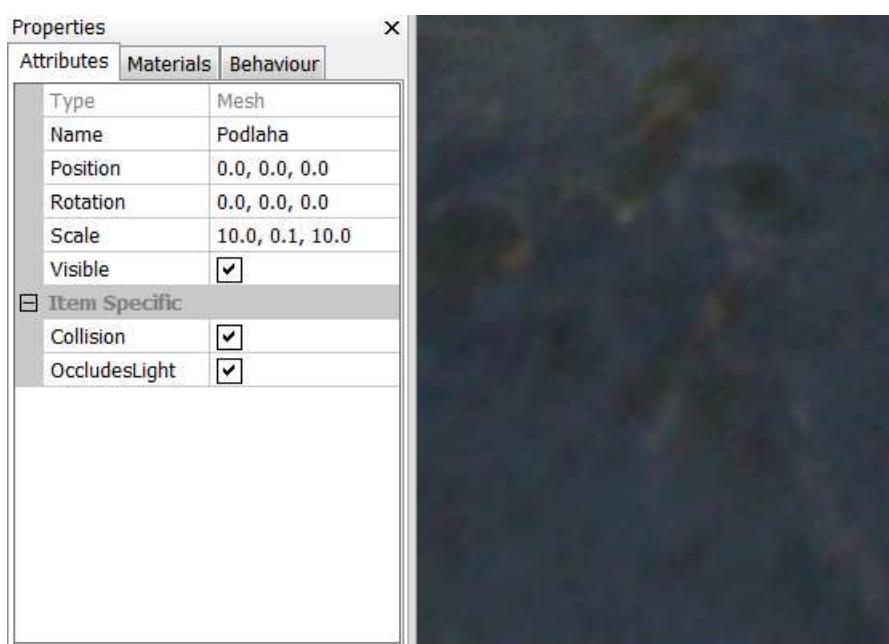 Properties
Attributes Materials Behaviour
Type Mesh
Name Podlaha
Position 0.0, 0.0, 0.0
Rotation 0.0, 0.0, 0.0
Scale 10.0, 0.1, 10.0
Visible
Item Specific
Collision
OccludesLight